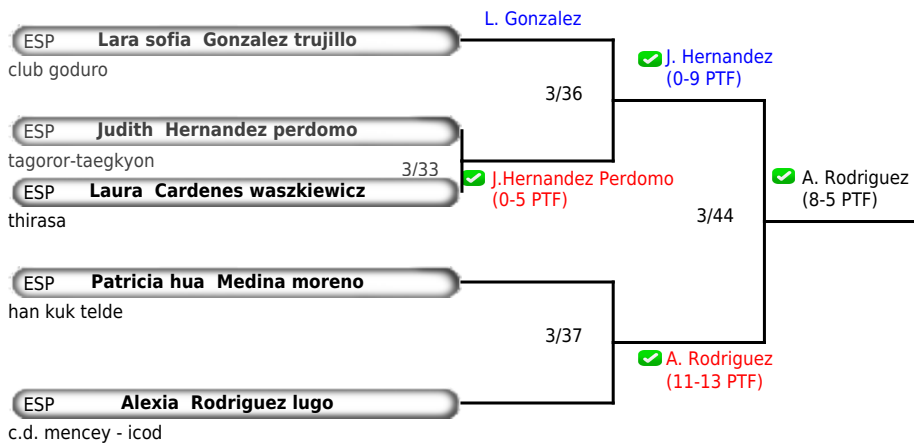 L. Gonzalez
ESP Lara sofia Gonzalez trujillo
club goduro
J. Hernandez
(0-9 PTF)
3/36
ESP Judith Hernandez perdomo
tagoror-taegkyon
3/33
J.Hernandez Perdomo
(0-5 PTF)
A. Rodriguez
(8-5 PTF)
ESP Laura Cardenes waszkiewicz
thirasa
3/44
ESP Patricia hua Medina moreno
han kuk telde
3/37
A. Rodriguez
(11-13 PTF)
ESP Alexia Rodriguez lugo
c.d. mencey - icod